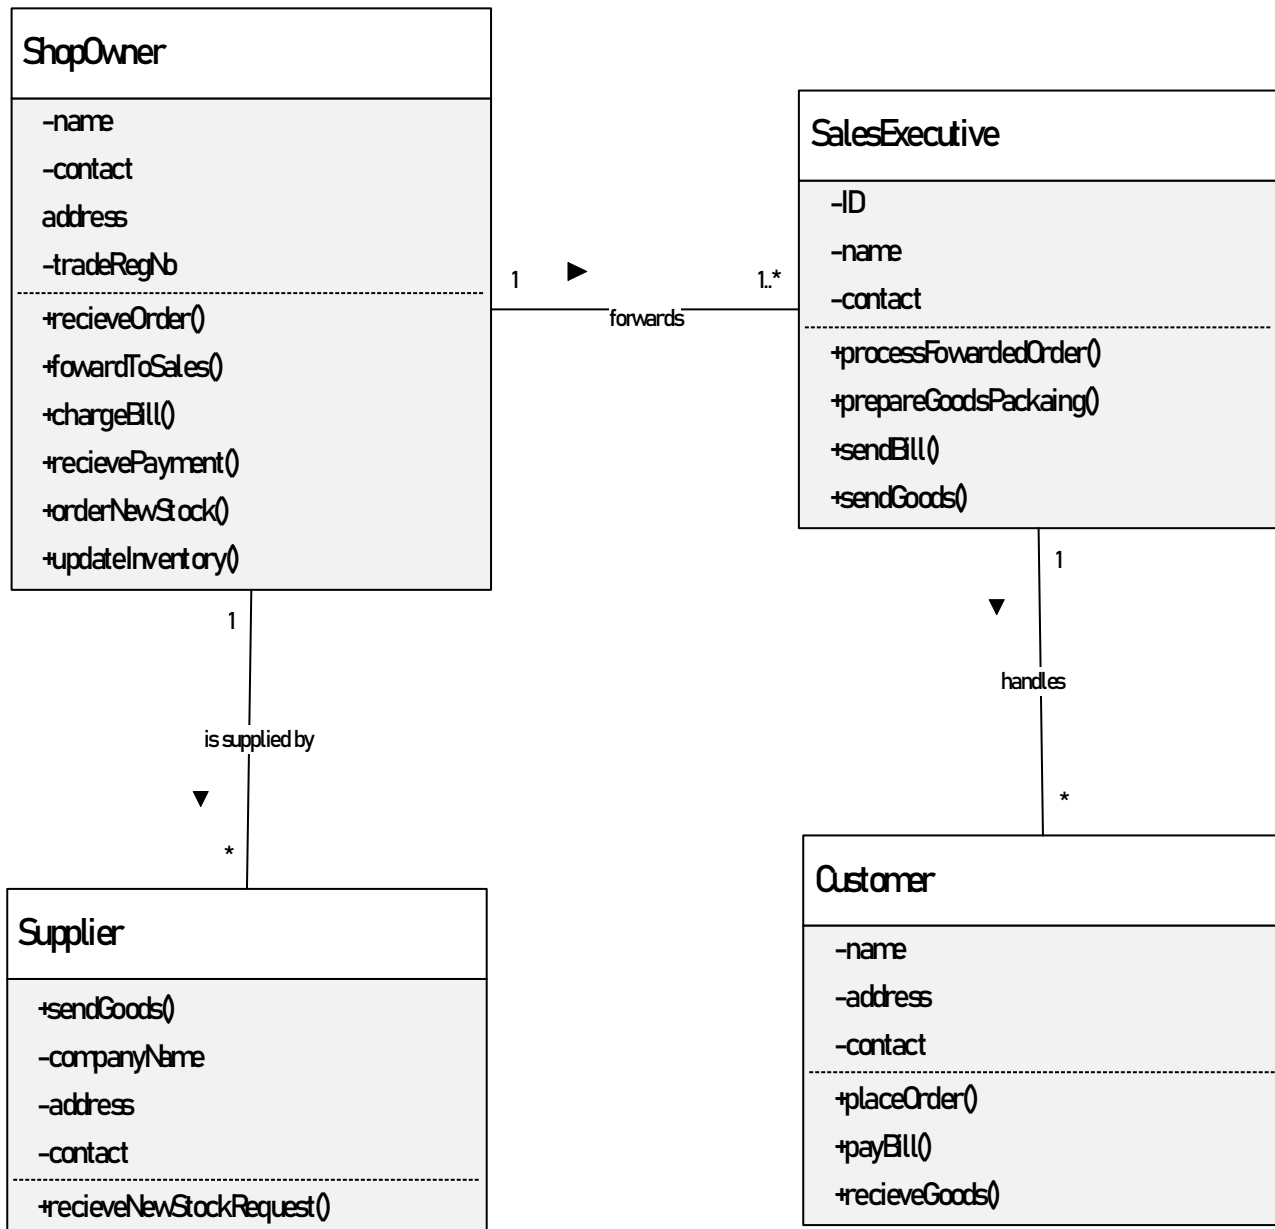 ShopOwner
-name
-contact
address
-tradeRegNo
+recieveOrder()
+fowardToSales()
+chargeBill()
+recievePayment()
+orderNewStock()
+updateInventory()
1
1..*
forwards
SalesExecutive
-ID
-name
-contact
+processFowardedOrder()
+prepareGoodsPackaing()
+sendBill()
+sendGoods()
1
is supplied by
*
1
handles
*
Supplier
+sendGoods()
-companyName
-address
-contact
+recieveNewStockRequest()
Customer
-name
-address
-contact
+placeOrder()
+payBill()
+recieveGoods()